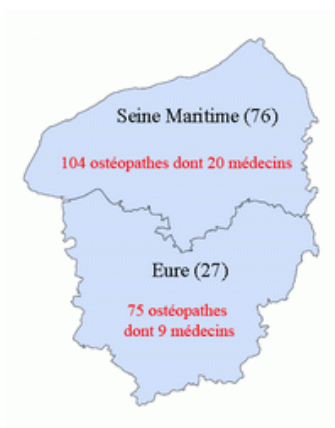 Seine Maritime (76)
104 ostéopathes dont 20 médecins
Eure (27)
75 ostéopathes
dont 9 médecins